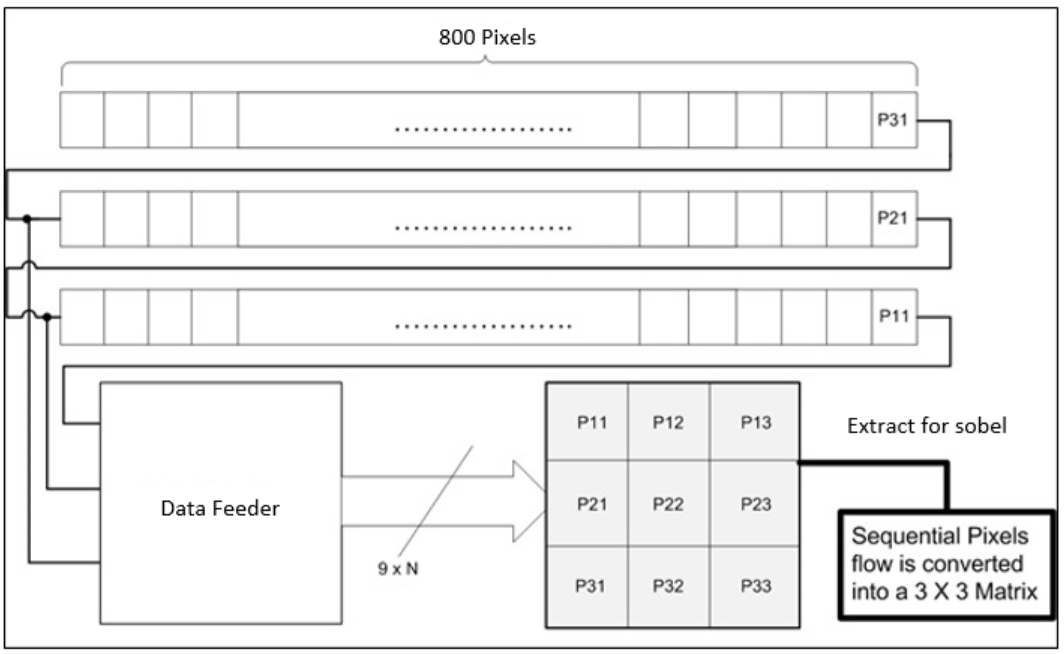 800 Pixels
................... P31
................... P21
................... P11
Data Feeder
9 x N
P11 P12 P13
P21 P22 P23
P31 P32 P33
Extract for sobel
Sequential Pixels
flow is converted
into a 3 X 3 Matrix